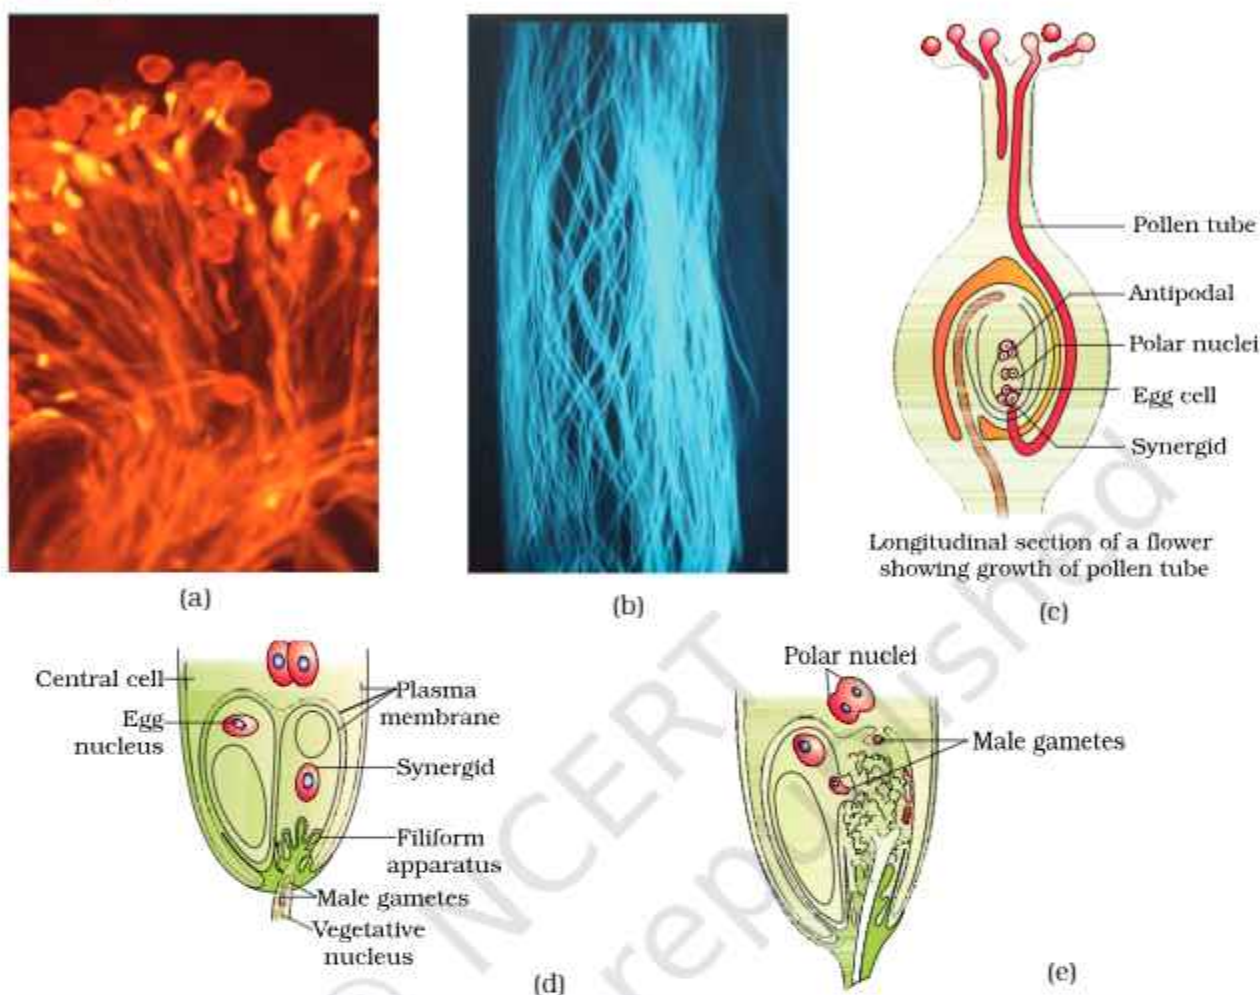 Pollen tube
Antipodal
Polar nuclei
Egg cell
Synergid
Longitudinal section of a flower
showing growth of pollen tube
(a)
(b)
(c)
Central cell
Egg
nucleus
Plasma
membrane
Synergid
Filiform
apparatus
Male gametes
Vegetative
nucleus
(d)
Polar nuclei
Male gametes
(e)
© NCERT
republished